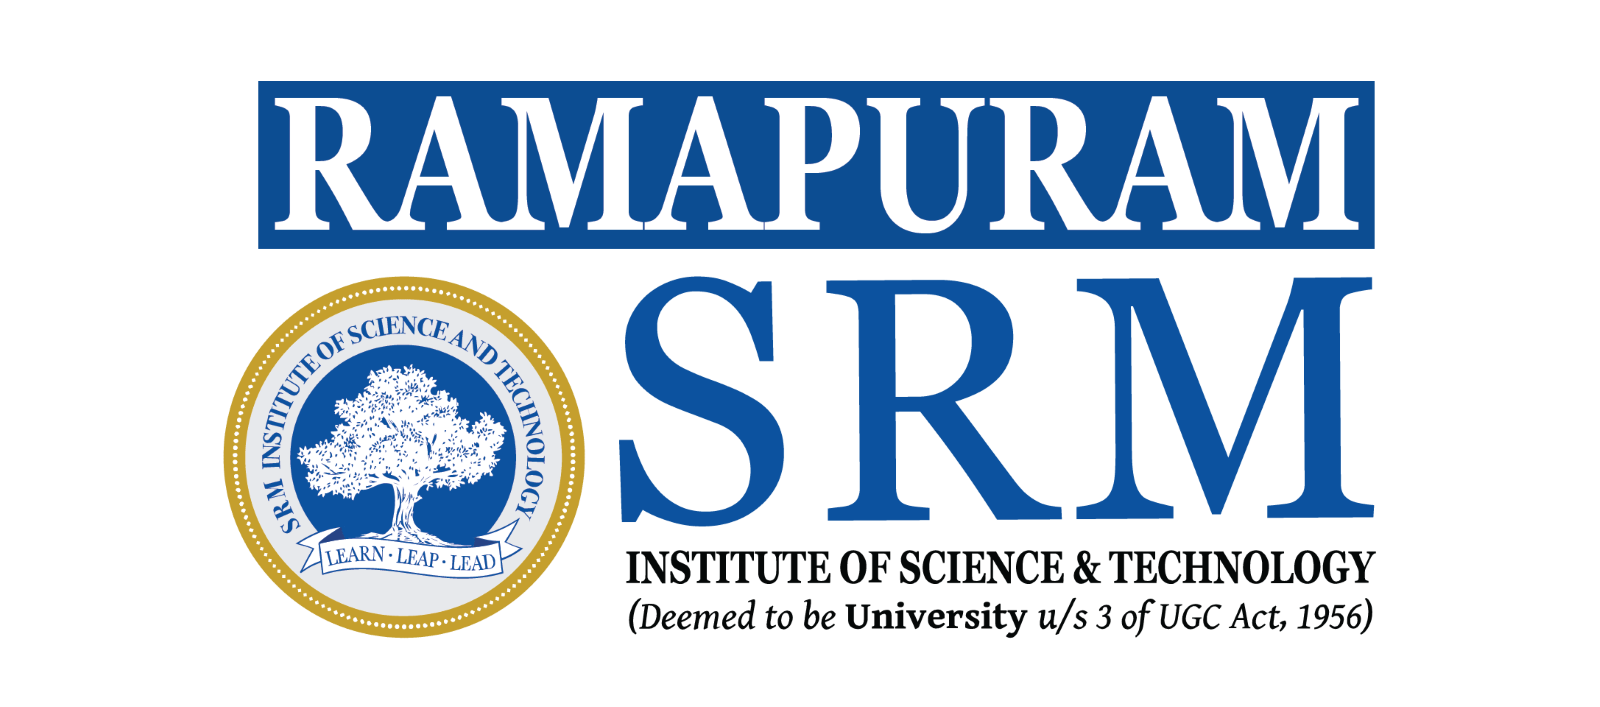 RAMAPURAM
SRM INSTITUTE OF SCIENCE AND TECHNOLOGY
LEARN · LEAP · LEAD
SRM
INSTITUTE OF SCIENCE & TECHNOLOGY
(Deemed to be University u/s 3 of UGC Act, 1956)